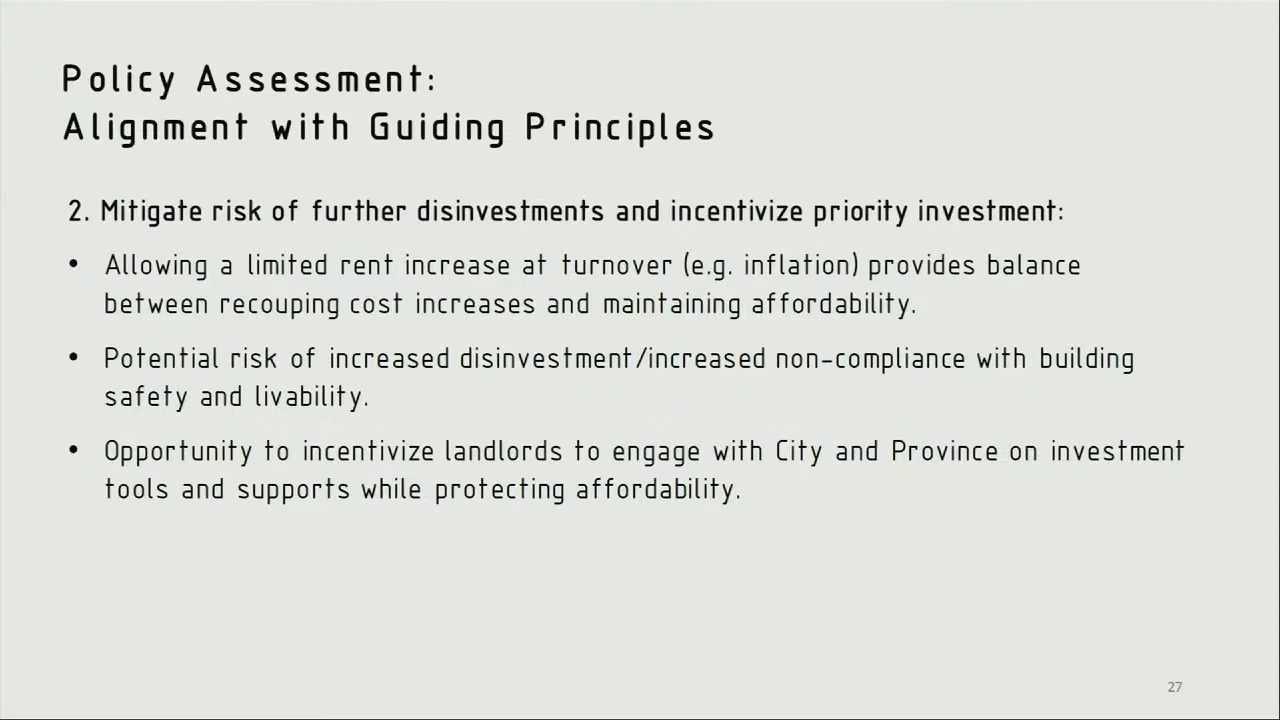 Policy Assessment:
Alignment with Guiding Principles
2. Mitigate risk of further disinvestments and incentivize priority investment:
• Allowing a limited rent increase at turnover (e.g. inflation) provides balance
between recouping cost increases and maintaining affordability.
• Potential risk of increased disinvestment/increased non-compliance with building
safety and livability.
• Opportunity to incentivize landlords to engage with City and Province on investment
tools and supports while protecting affordability.
27